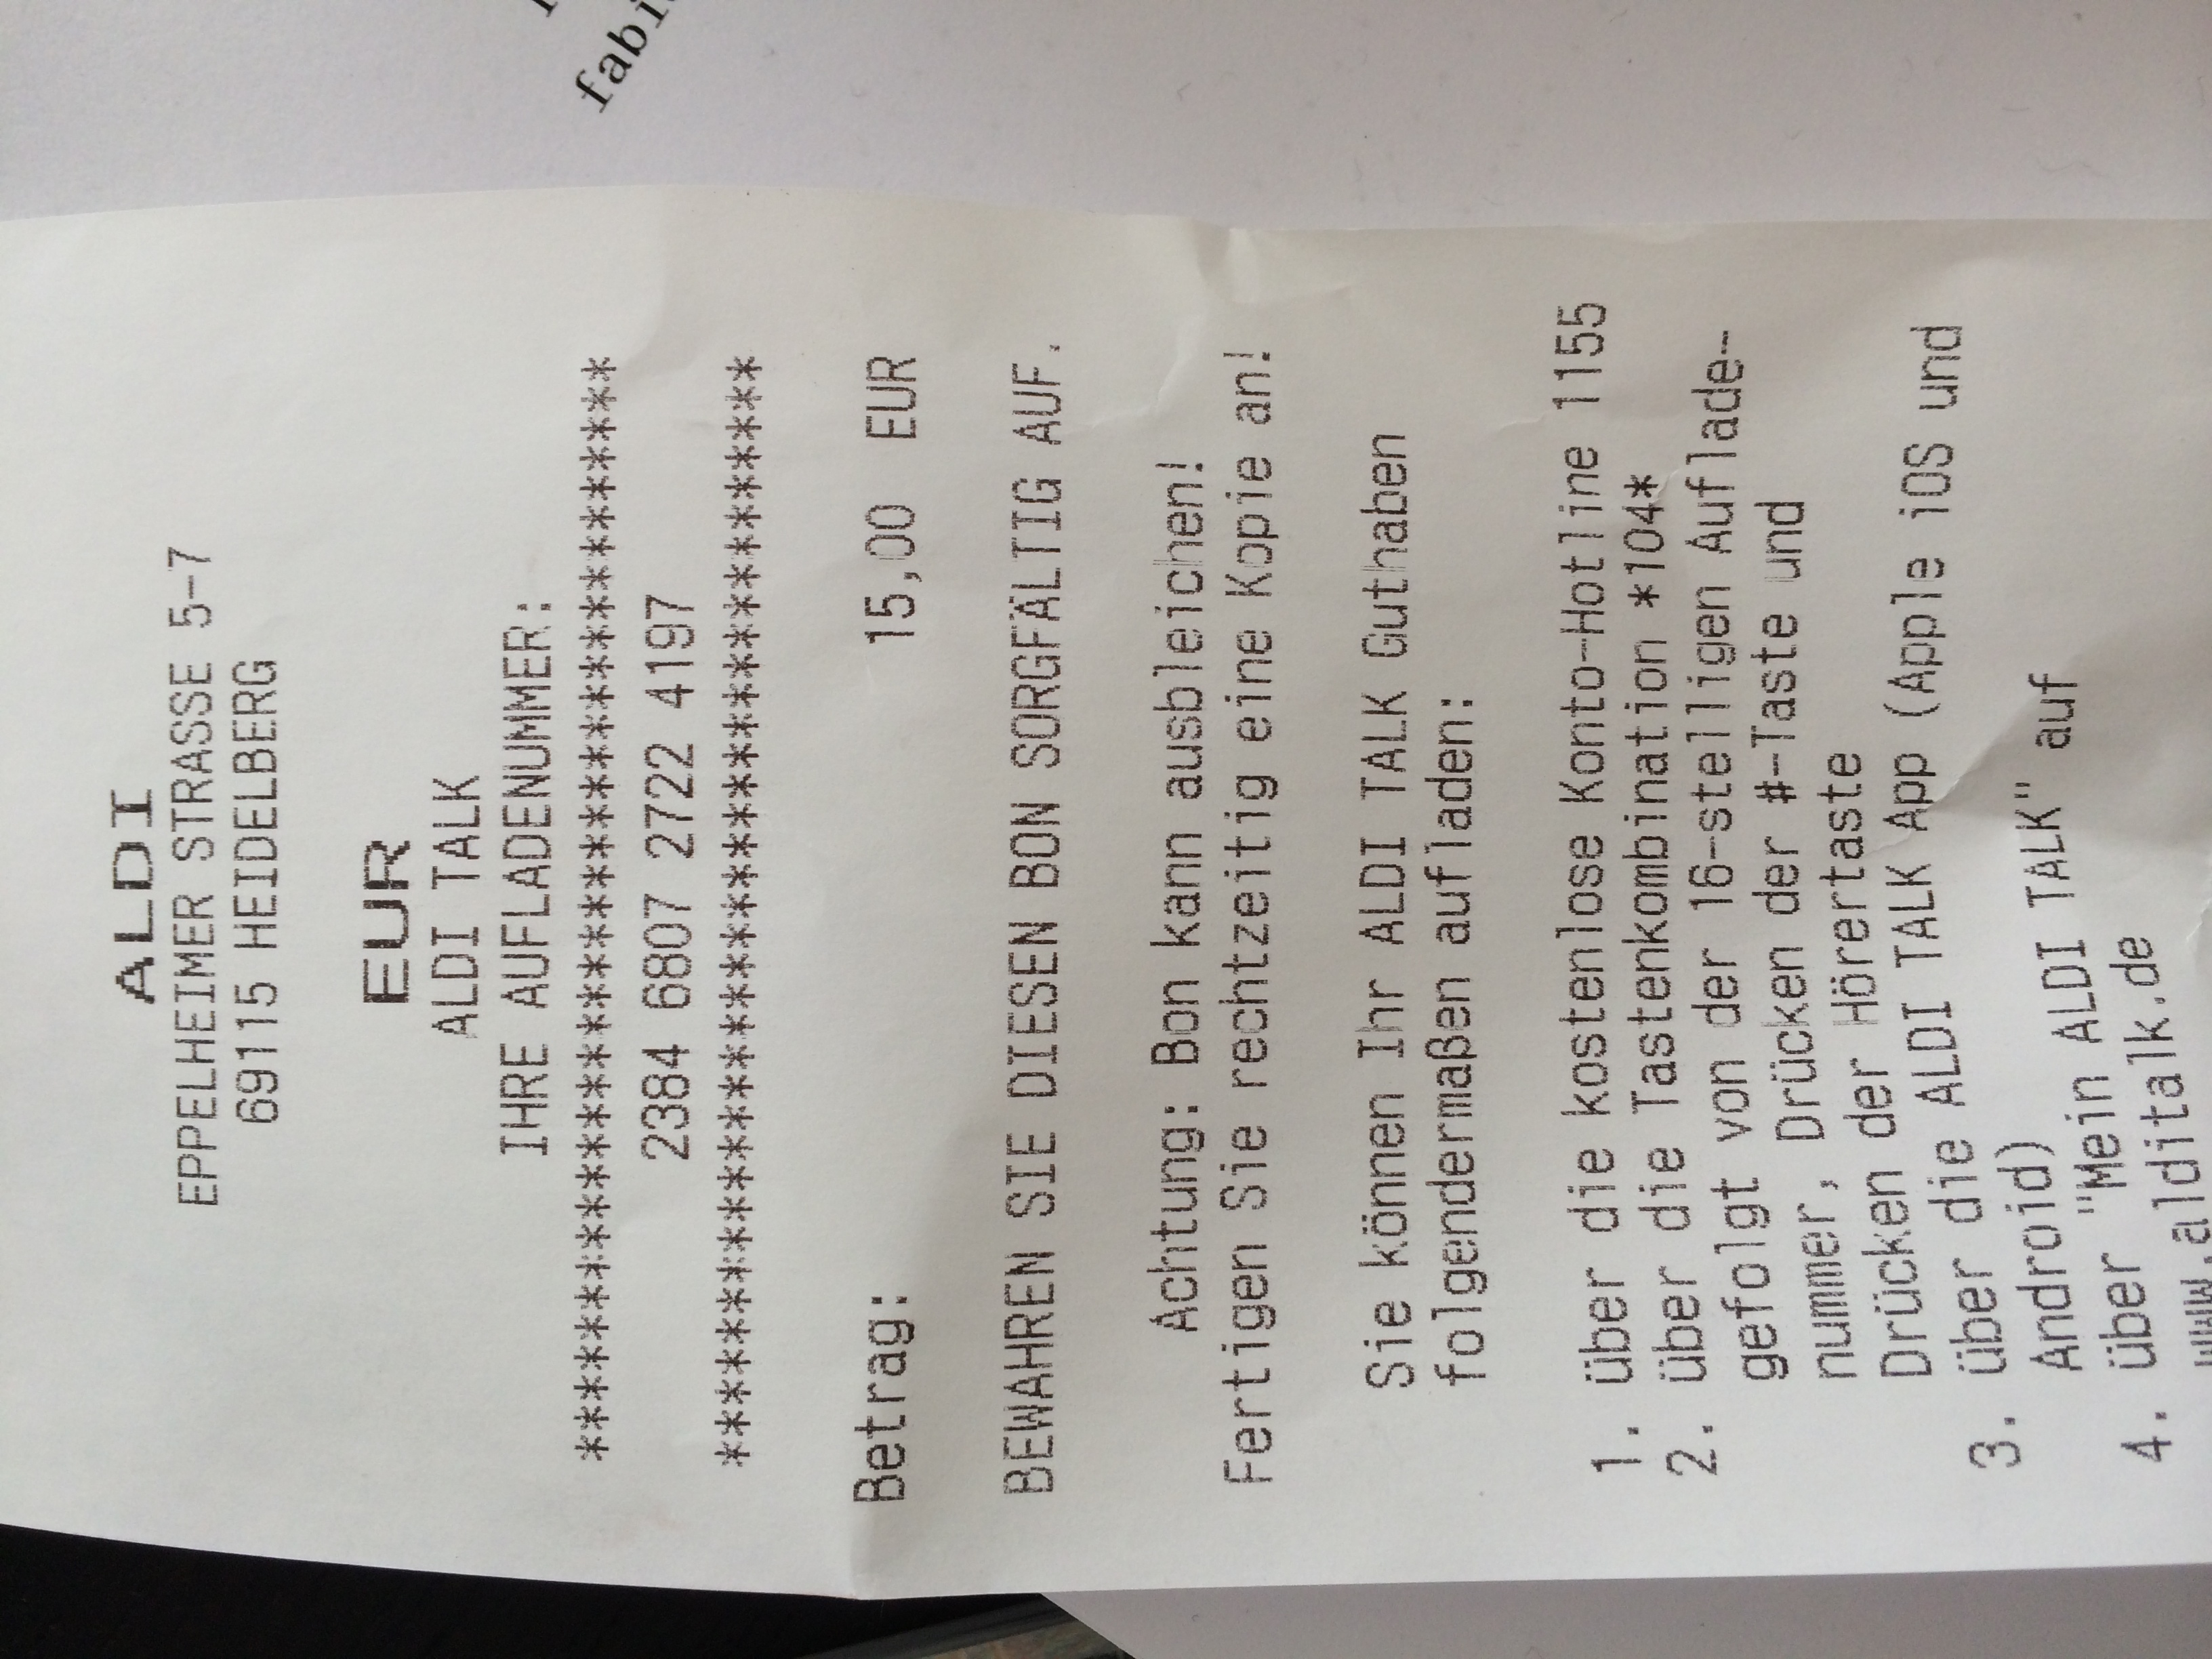 fabi
ALDI
EPPELHEIMER STRASSE 5-7
69115 HEIDELBERG
EUR
ALDI TALK
IHRE AUFLADENUMMER:
**************************************
2384 6807 2722 4197
**************************************
Betrag: 15,00 EUR
BEWAHREN SIE DIESEN BON SORGFÄLTIG AUF.
Achtung: Bon kann ausbleichen!
Fertigen Sie rechtzeitig eine Kopie an!
Sie können Ihr ALDI TALK Guthaben
folgendermaßen aufladen:
1. über die kostenlose Konto-Hotline 1155
2. über die Tastenkombination *104*
gefolgt von der 16-stelligen Auflade-
nummer, Drücken der #-Taste und
Drücken der Hörertaste
3. über die ALDI TALK App (Apple iOS und
Android)
4. über "Mein ALDI TALK" auf
www.alditalk.de